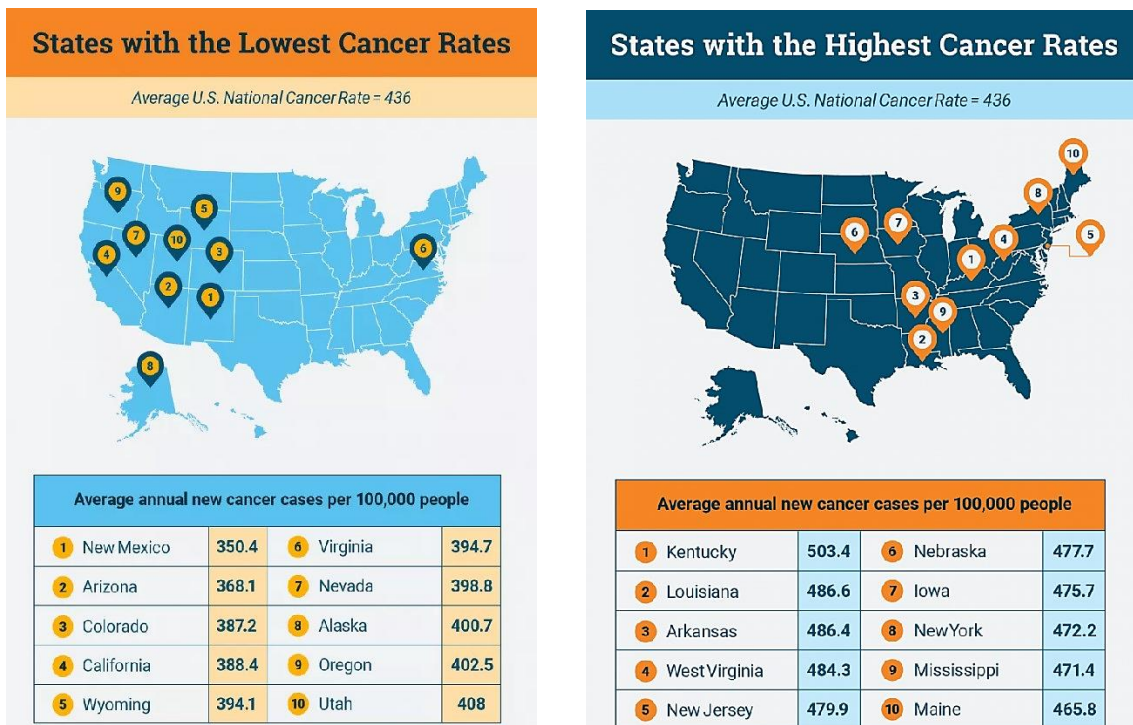 States with the Lowest Cancer Rates
Average U.S. National Cancer Rate = 436
9
5
7
10
4
3
6
2
1
8
Average annual new cancer cases per 100,000 people
1 New Mexico 350.4 6 Virginia 394.7
2 Arizona 368.1 7 Nevada 398.8
3 Colorado 387.2 8 Alaska 400.7
4 California 388.4 9 Oregon 402.5
5 Wyoming 394.1 10 Utah 408
States with the Highest Cancer Rates
Average U.S. National Cancer Rate = 436
10
8
7
6
4
5
1
3
9
2
Average annual new cancer cases per 100,000 people
1 Kentucky 503.4 6 Nebraska 477.7
2 Louisiana 486.6 7 Iowa 475.7
3 Arkansas 486.4 8 New York 472.2
4 West Virginia 484.3 9 Mississippi 471.4
5 New Jersey 479.9 10 Maine 465.8